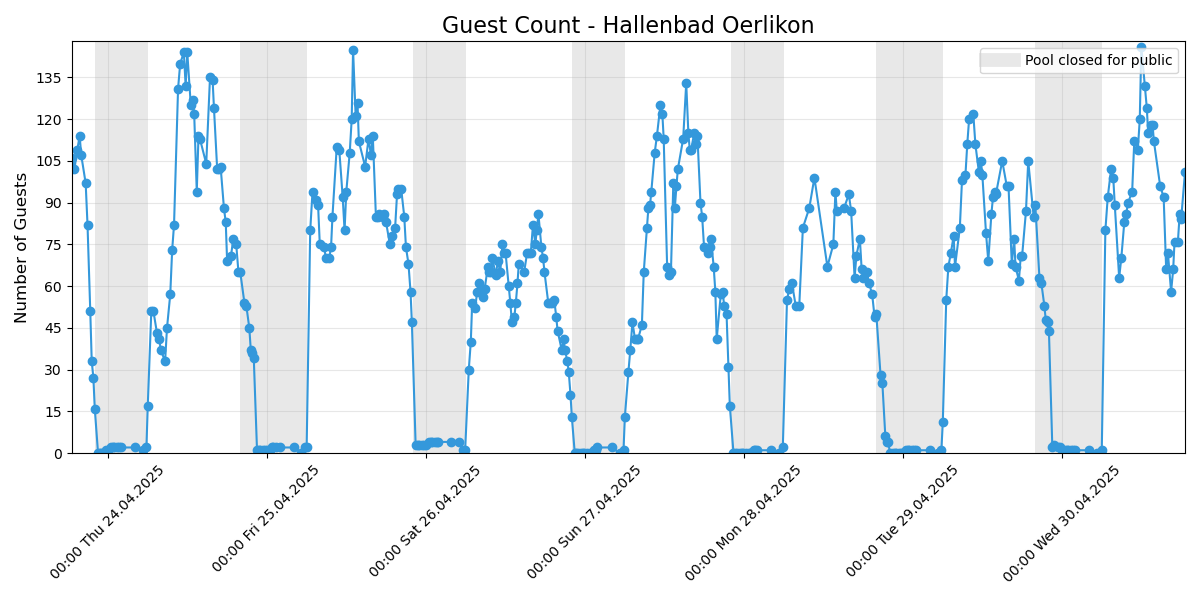 Guest Count - Hallenbad Oerlikon
Pool closed for public
Number of Guests
135
120
105
90
75
60
45
30
15
0
00:00 Thu 24.04.2025
00:00 Fri 25.04.2025
00:00 Sat 26.04.2025
00:00 Sun 27.04.2025
00:00 Mon 28.04.2025
00:00 Tue 29.04.2025
00:00 Wed 30.04.2025